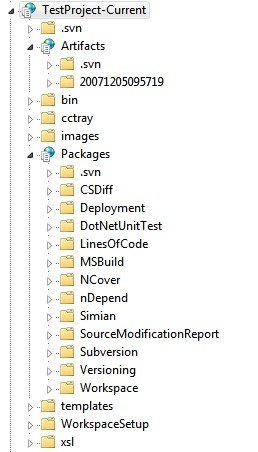 TestProject-Current
.svn
Artifacts
.svn
20071205095719
bin
cctray
images
Packages
.svn
CSDiff
Deployment
DotNetUnitTest
LinesOfCode
MSBuild
NCover
nDepend
Simian
SourceModificationReport
Subversion
Versioning
Workspace
templates
WorkspaceSetup
xsl